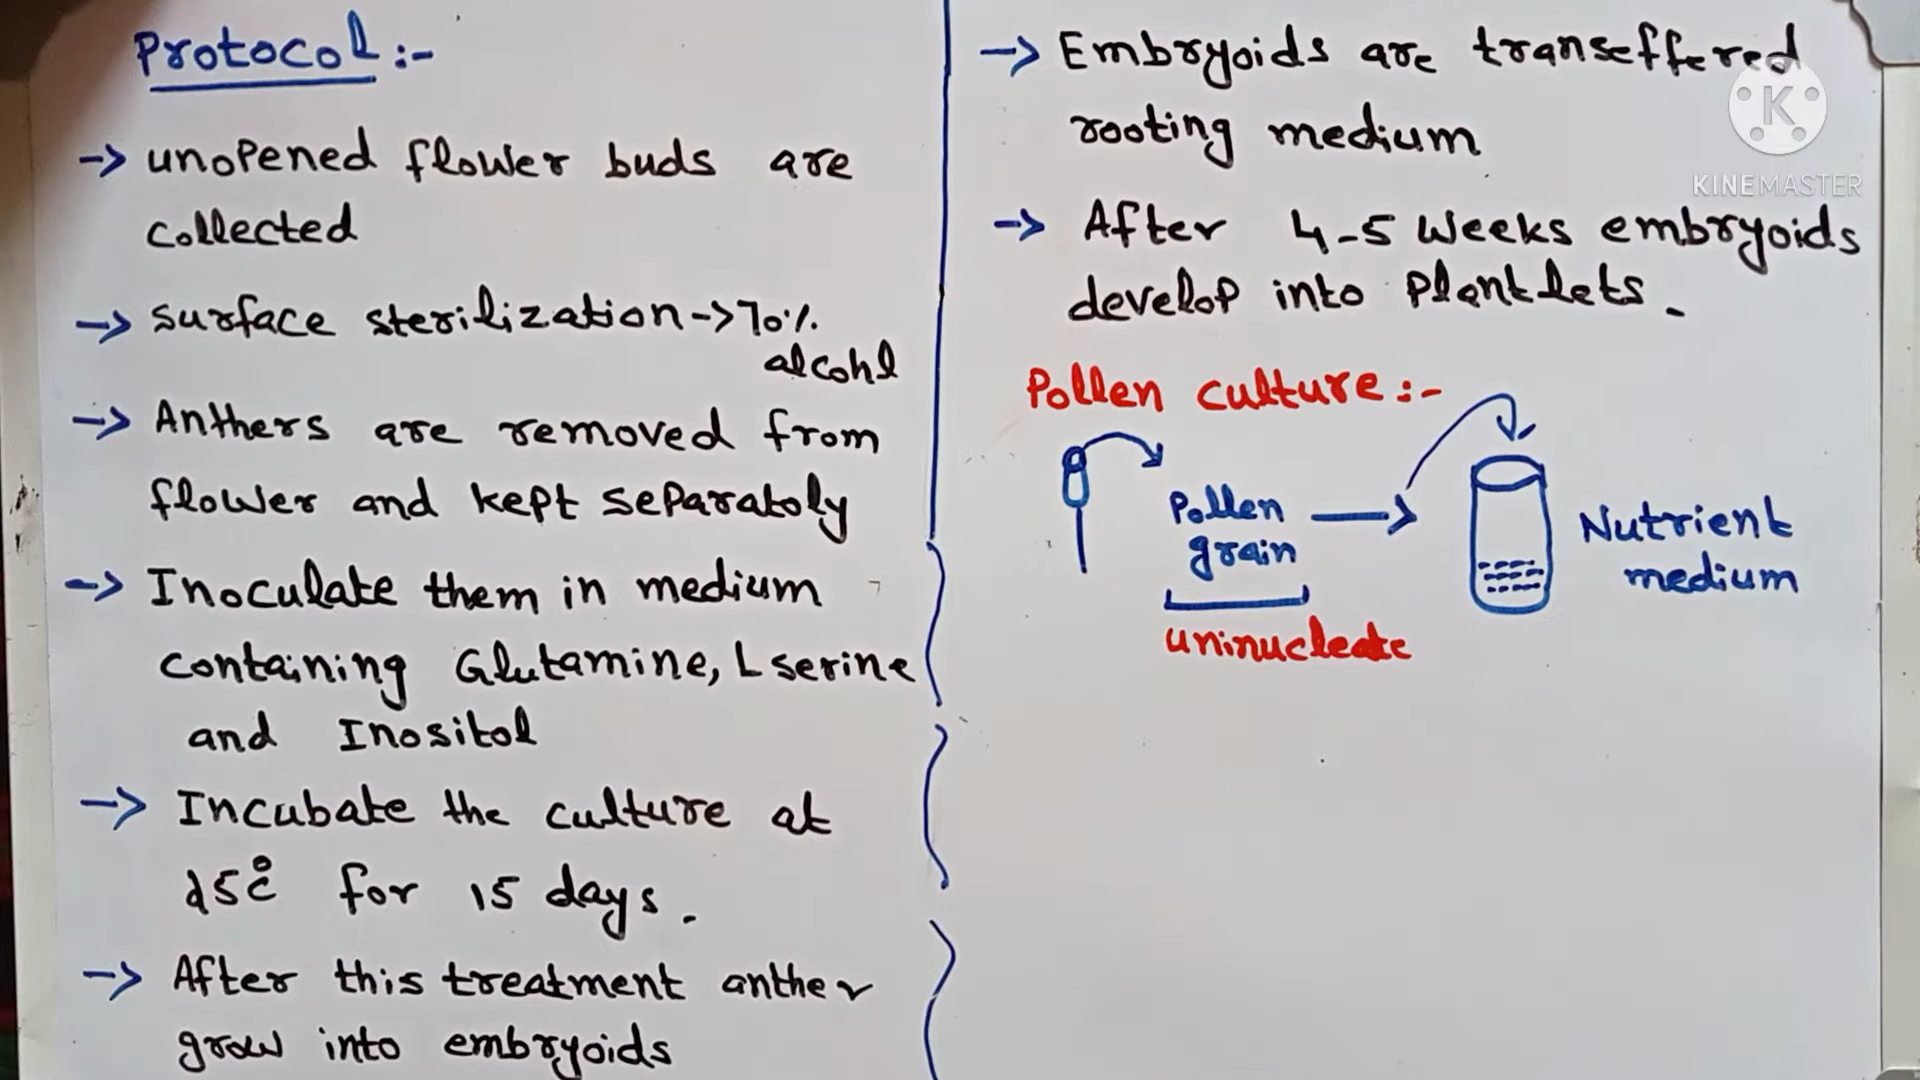 Protocol :-
-> unopened flower buds are
collected
-> surface sterilization -> 70%
alcohl
-> Anthers are removed from
flower and kept separatoly
-> Inoculate them in medium
containing Glutamine, L serine
and Inositol
-> Incubate the culture at
25°C for 15 days.
-> After this treatment anther
grow into embryoids
-> Embryoids are transeffered
rooting medium
-> After 4-5 weeks embryoids
develop into plantlets.
Pollen culture :-
Pollen
grain
uninucleate
Nutrient
medium
K
KINEMASTER